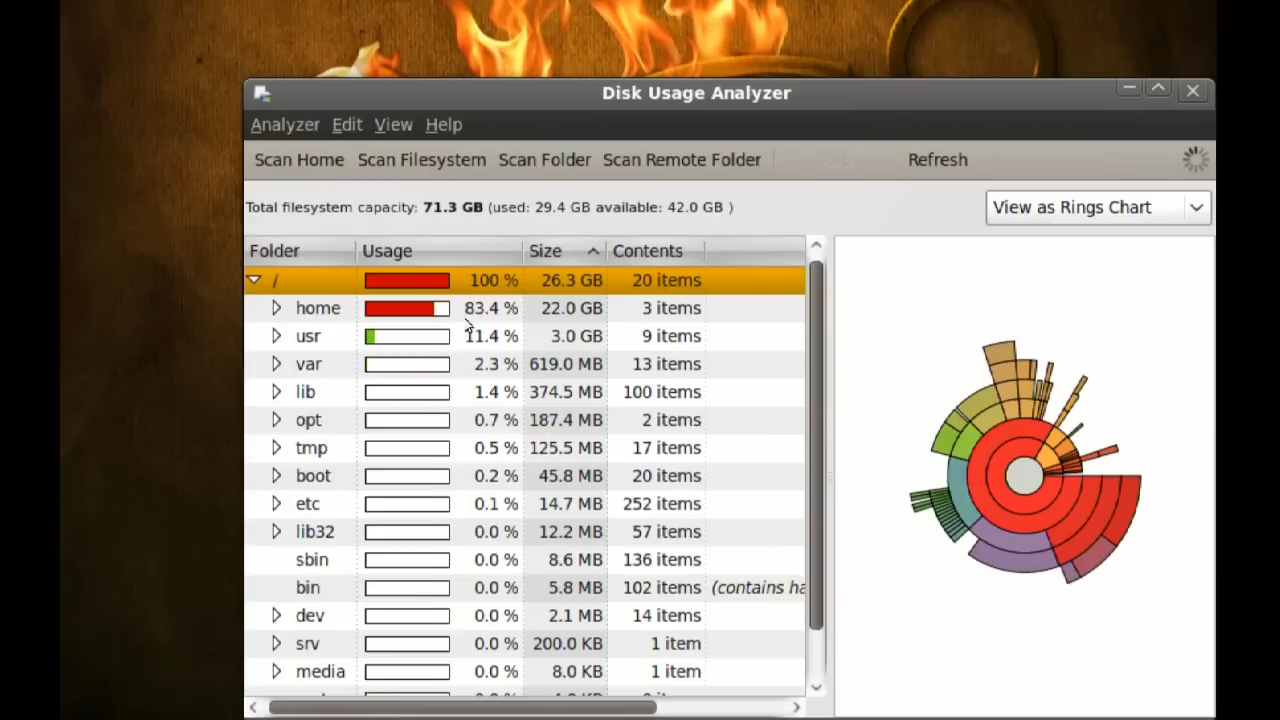 Disk Usage Analyzer
Analyzer Edit View Help
Scan Home Scan Filesystem Scan Folder Scan Remote Folder Stop Refresh
Total filesystem capacity: 71.3 GB (used: 29.4 GB available: 42.0 GB )
View as Rings Chart
Folder Usage Size Contents
/ 100 % 26.3 GB 20 items
home 83.4 % 22.0 GB 3 items
usr 11.4 % 3.0 GB 9 items
var 2.3 % 619.0 MB 13 items
lib 1.4 % 374.5 MB 100 items
opt 0.7 % 187.4 MB 2 items
tmp 0.5 % 125.5 MB 17 items
boot 0.2 % 45.8 MB 20 items
etc 0.1 % 14.7 MB 252 items
lib32 0.0 % 12.2 MB 57 items
sbin 0.0 % 8.6 MB 136 items
bin 0.0 % 5.8 MB 102 items (contains ha
dev 0.0 % 2.1 MB 14 items
srv 0.0 % 200.0 KB 1 item
media 0.0 % 8.0 KB 1 item